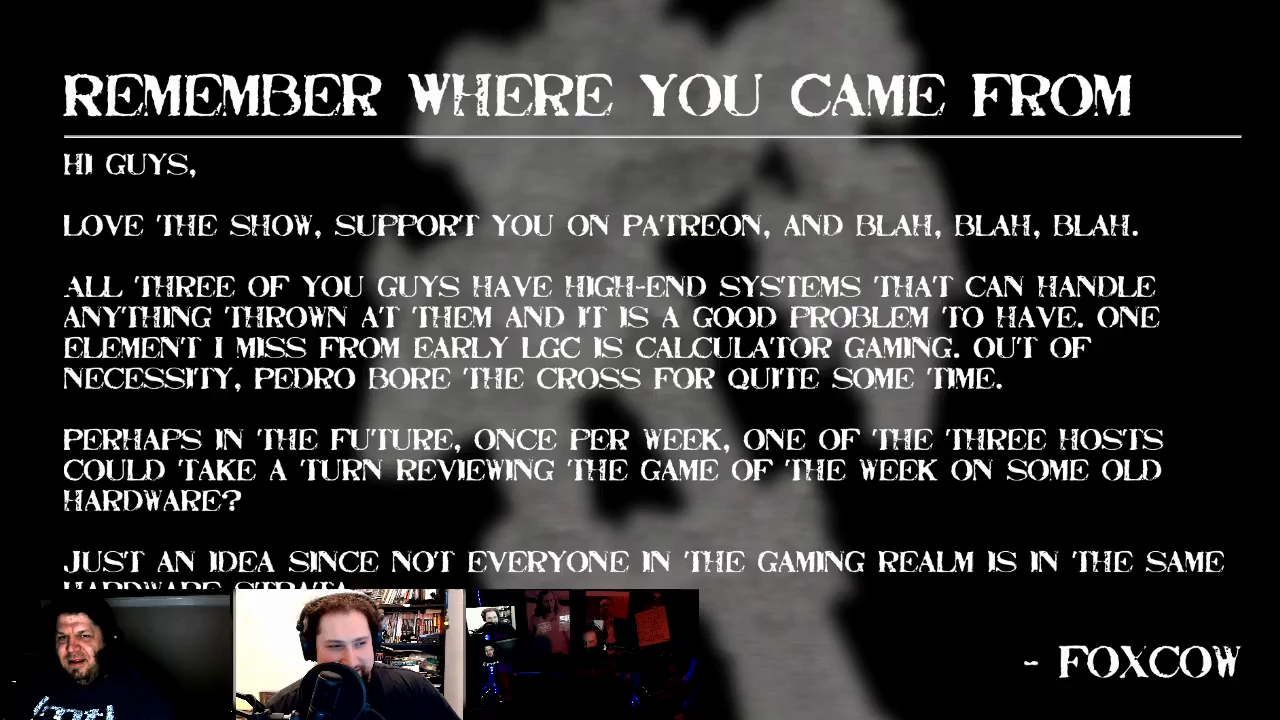 REMEMBER WHERE YOU CAME FROM
HI GUYS,
LOVE THE SHOW, SUPPORT YOU ON PATREON, AND BLAH, BLAH, BLAH.
ALL THREE OF YOU GUYS HAVE HIGH-END SYSTEMS THAT CAN HANDLE
ANYTHING THROWN AT THEM AND IT IS A GOOD PROBLEM TO HAVE. ONE
ELEMENT I MISS FROM EARLY LGC IS CALCULATOR GAMING. OUT OF
NECESSITY, PEDRO BORE THE CROSS FOR QUITE SOME TIME.
PERHAPS IN THE FUTURE, ONCE PER WEEK, ONE OF THE THREE HOSTS
COULD TAKE A TURN REVIEWING THE GAME OF THE WEEK ON SOME OLD
HARDWARE?
JUST AN IDEA SINCE NOT EVERYONE IN THE GAMING REALM IS IN THE SAME
HARDWARE STRATA
- FOXCOW